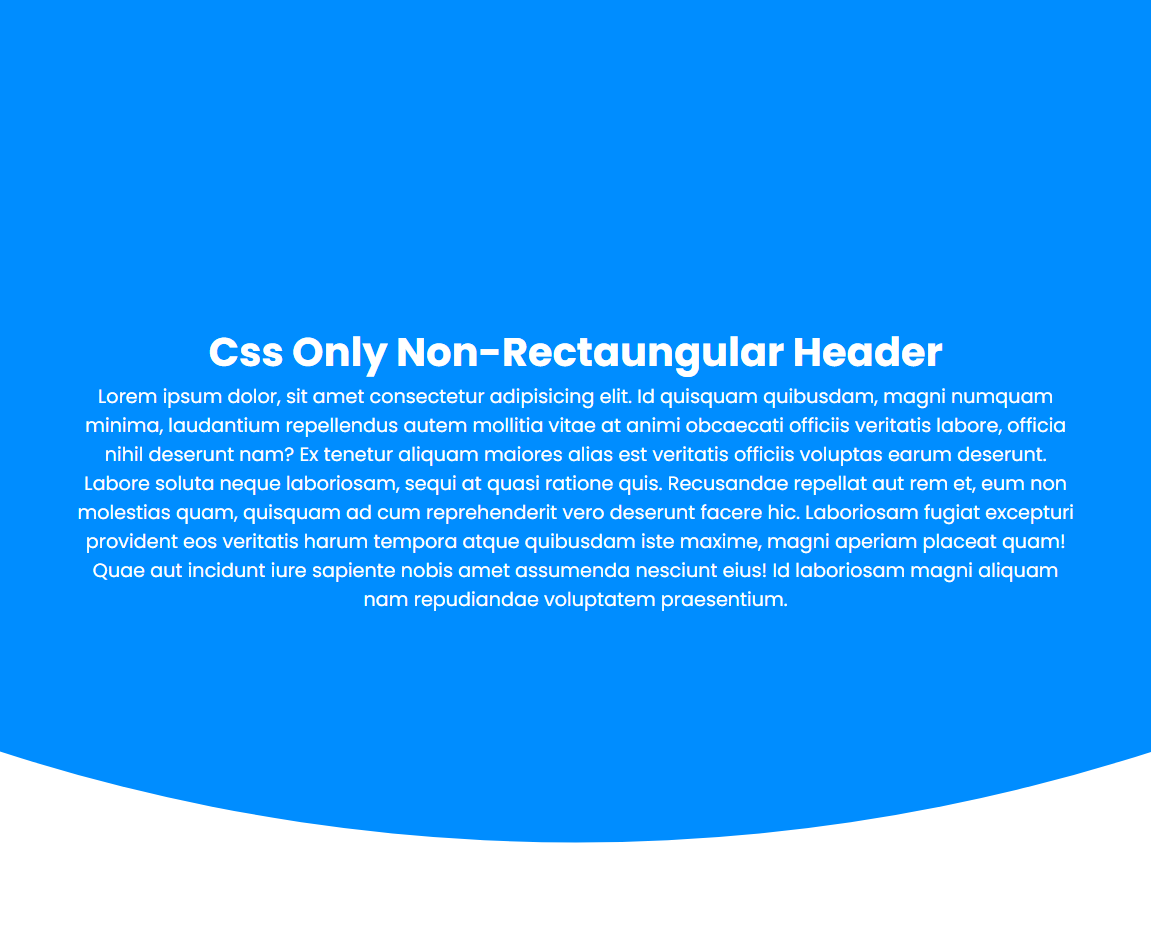 Css Only Non-Rectaungular Header
Lorem ipsum dolor, sit amet consectetur adipisicing elit. Id quisquam quibusdam, magni numquam
minima, laudantium repellendus autem mollitia vitae at animi obcaecati officiis veritatis labore, officia
nihil deserunt nam? Ex tenetur aliquam maiores alias est veritatis officiis voluptas earum deserunt.
Labore soluta neque laboriosam, sequi at quasi ratione quis. Recusandae repellat aut rem et, eum non
molestias quam, quisquam ad cum reprehenderit vero deserunt facere hic. Laboriosam fugiat excepturi
provident eos veritatis harum tempora atque quibusdam iste maxime, magni aperiam placeat quam!
Quae aut incidunt iure sapiente nobis amet assumenda nesciunt eius! Id laboriosam magni aliquam
nam repudiandae voluptatem praesentium.